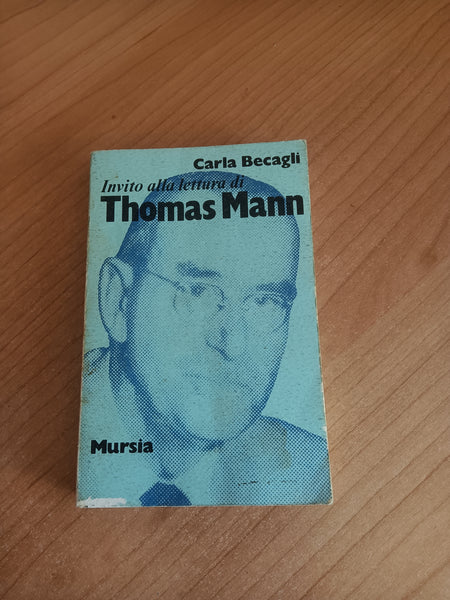 Carla Becagli
Invito alla lettura di
Thomas Mann
Mursia